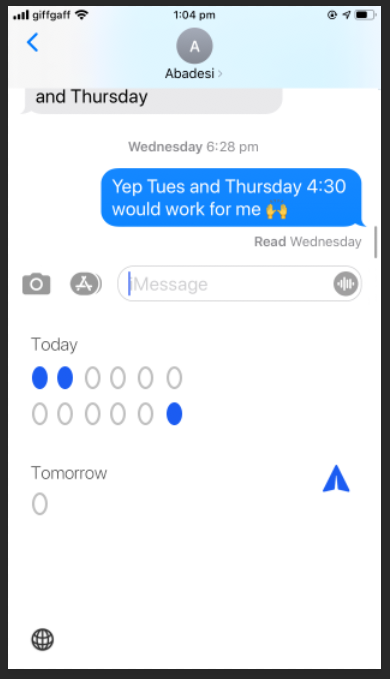 giffgaff
1:04 pm
A
Abadesi
and Thursday
Wednesday 6:28 pm
Yep Tues and Thursday 4:30
would work for me 🙌
Read Wednesday
iMessage
Today
Tomorrow